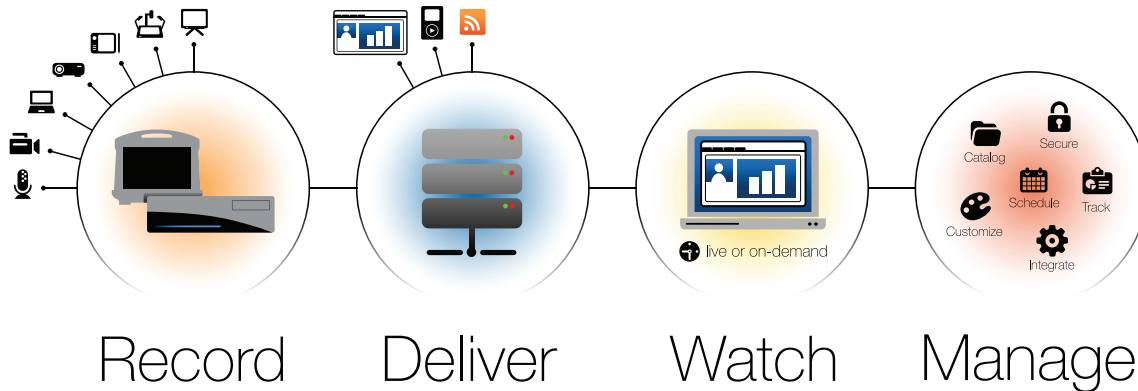 Secure
Catalog
Schedule
Track
Customize
live or on-demand
Integrate
Record
Deliver
Watch
Manage